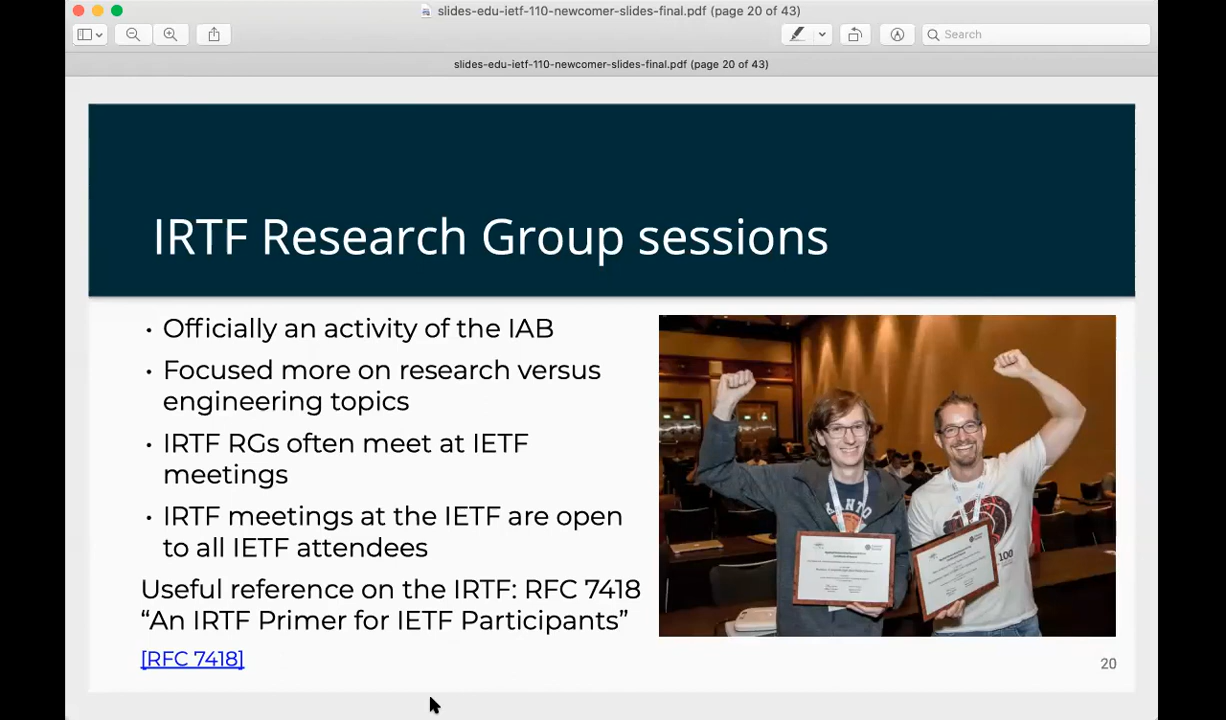 slides-edu-ietf-110-newcomer-slides-final.pdf (page 20 of 43)
Search
slides-edu-ietf-110-newcomer-slides-final.pdf (page 20 of 43)
IRTF Research Group sessions
• Officially an activity of the IAB
• Focused more on research versus
engineering topics
• IRTF RGs often meet at IETF
meetings
• IRTF meetings at the IETF are open
to all IETF attendees
Useful reference on the IRTF: RFC 7418
“An IRTF Primer for IETF Participants”
[RFC 7418]
100
20